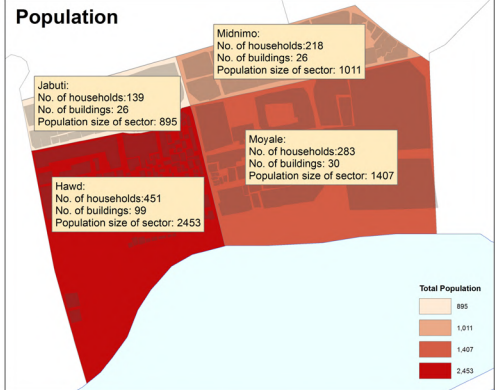 Population
Midnimo:
No. of households:218
No. of buildings: 26
Population size of sector: 1011
Jabuti:
No. of households:139
No. of buildings: 26
Population size of sector: 895
Moyale:
No. of households:283
No. of buildings: 30
Population size of sector: 1407
Hawd:
No. of households:451
No. of buildings: 99
Population size of sector: 2453
Total Population
895
1,011
1,407
2,453